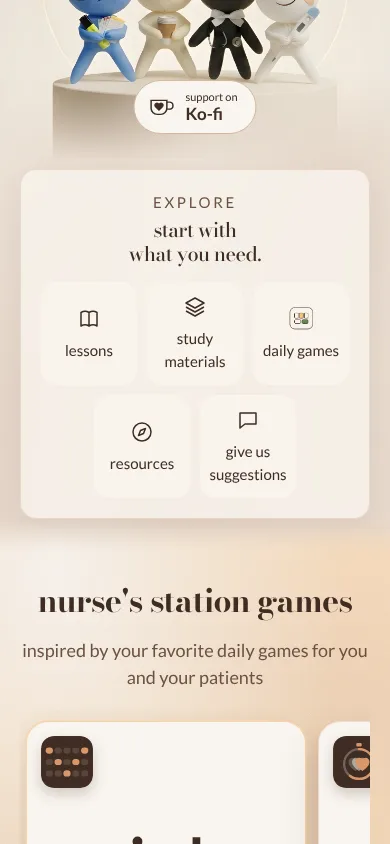 support on
Ko-fi
EXPLORE
start with
what you need.
lessons
study
materials
daily games
resources
give us
suggestions
nurse's station games
inspired by your favorite daily games for you
and your patients